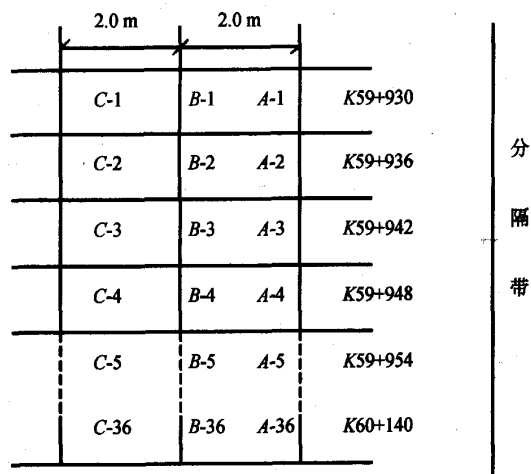 2.0 m 2.0 m
C-1 B-1 A-1 K59+930
C-2 B-2 A-2 K59+936
C-3 B-3 A-3 K59+942
C-4 B-4 A-4 K59+948
C-5 B-5 A-5 K59+954
C-36 B-36 A-36 K60+140
分隔带